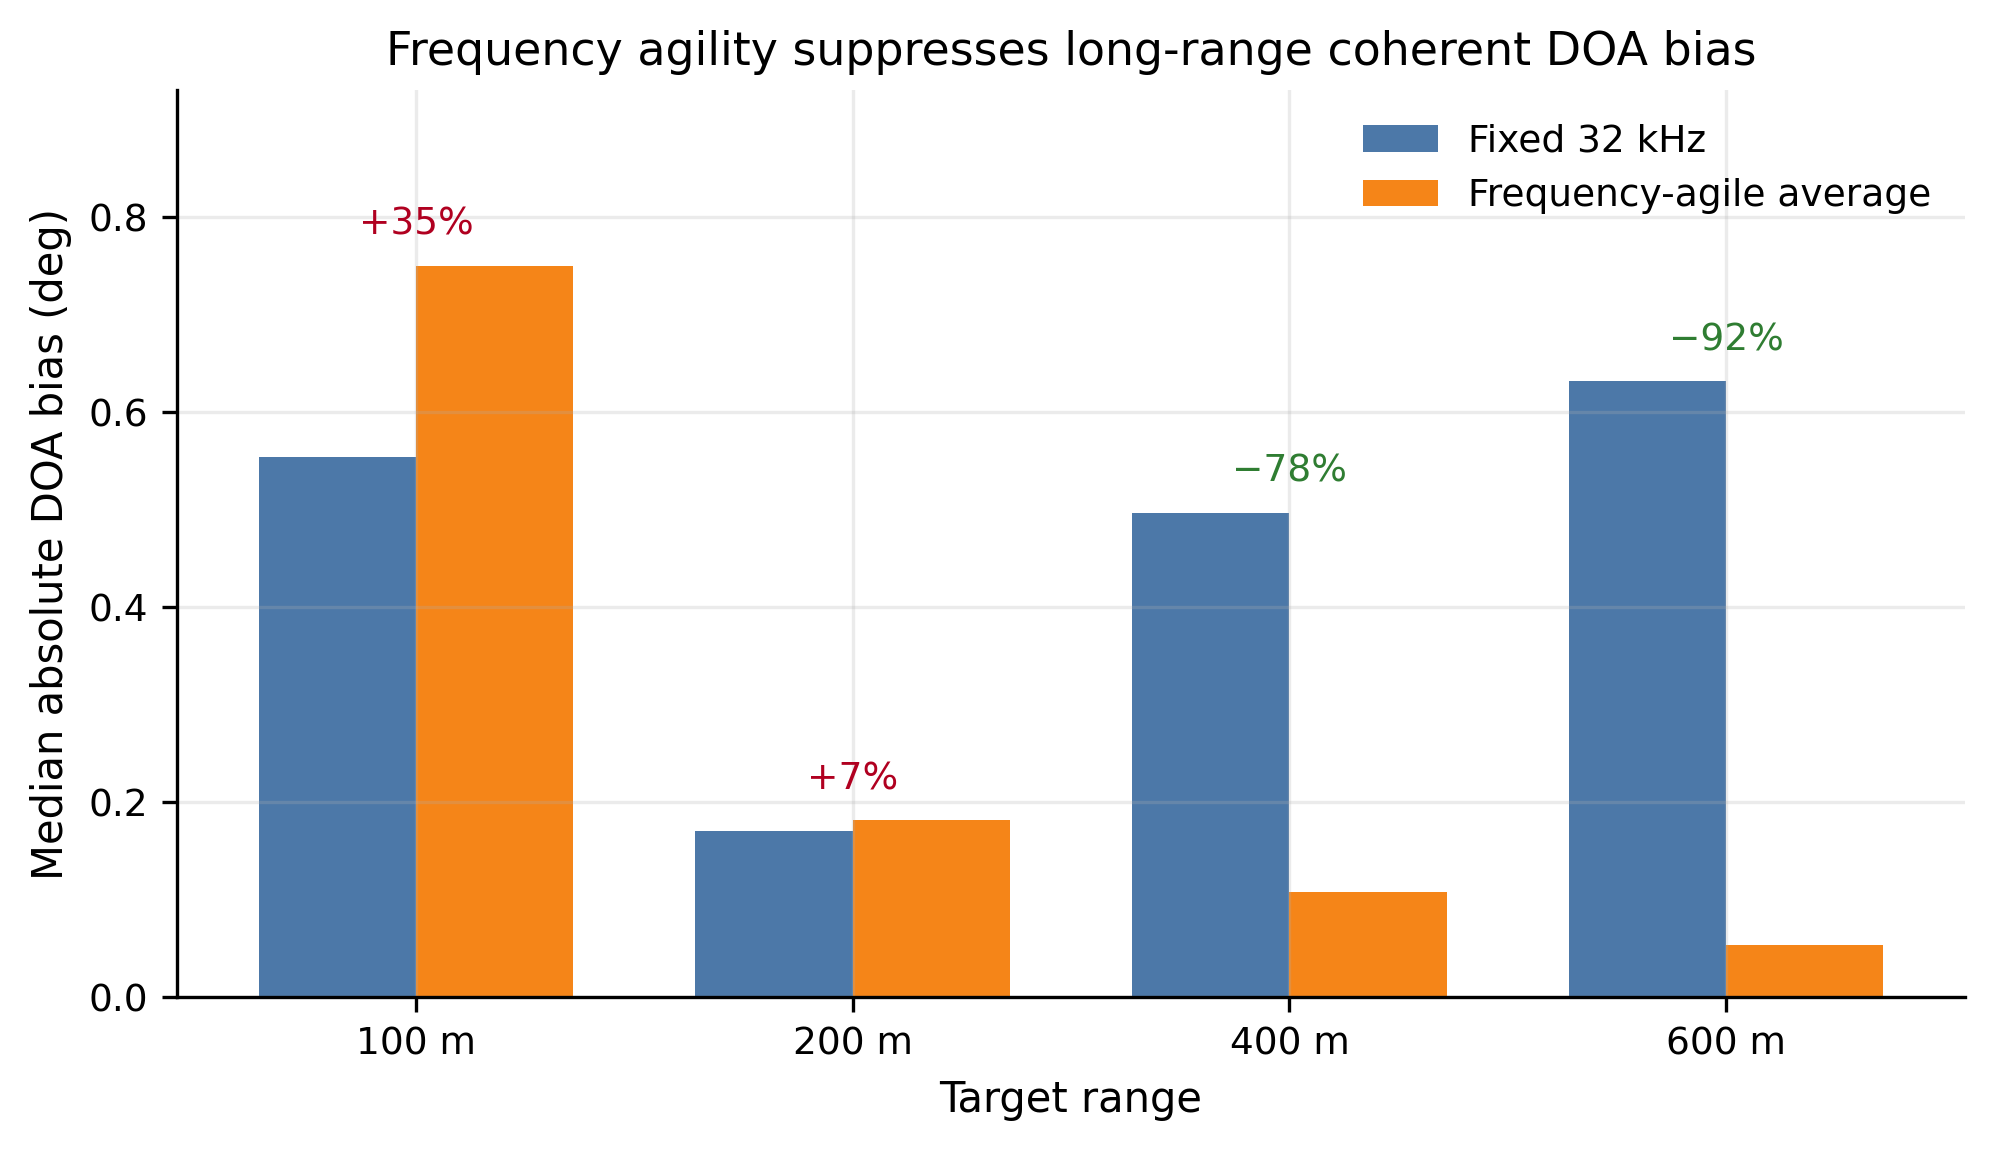 Frequency agility suppresses long-range coherent DOA bias
Fixed 32 kHz
Frequency-agile average
Median absolute DOA bias (deg)
0.8
0.6
0.4
0.2
0.0
+35%
+7%
−78%
−92%
100 m
200 m
400 m
600 m
Target range